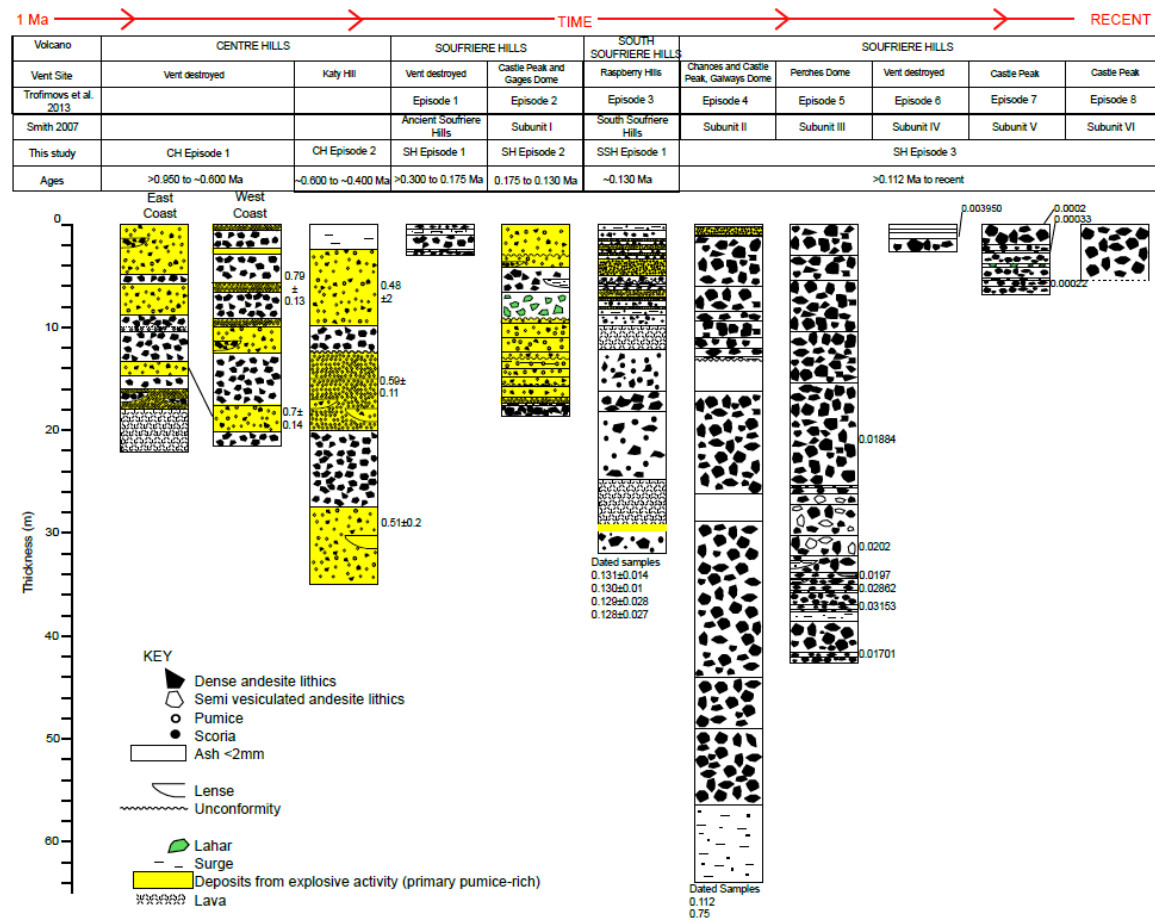 1 Ma TIME RECENT
Volcano CENTRE HILLS SOUFRIERE HILLS SOUTH SOUFRIERE HILLS SOUFRIERE HILLS
Vent Site Vent destroyed Katy Hill Vent destroyed Castle Peak and Gages Dome Raspberry Hills Chances and Castle Peak, Galways Dome Perches Dome Vent destroyed Castle Peak Castle Peak
Trofimovs et al. 2013 Episode 1 Episode 2 Episode 3 Episode 4 Episode 5 Episode 6 Episode 7 Episode 8
Smith 2007 Ancient Soufriere Hills Subunit I South Soufriere Hills Subunit II Subunit III Subunit IV Subunit V Subunit VI
This study CH Episode 1 CH Episode 2 SH Episode 1 SH Episode 2 SSH Episode 1 SH Episode 3
Ages >0.950 to ~0.600 Ma ~0.600 to ~0.400 Ma >0.300 to 0.175 Ma 0.175 to 0.130 Ma ~0.130 Ma >0.112 Ma to recent
East Coast
West Coast
0.003950
0.0002
0.00033
0.00022
0
10
20
30
40
50
60
Thickness (m)
0.79
±
0.13
0.7±
0.14
0.48
±2
0.59±
0.11
0.51±0.2
0.01884
0.0202
0.0197
0.02862
0.03153
0.01701
Dated samples
0.131±0.014
0.130±0.01
0.129±0.028
0.128±0.027
KEY
Dense andesite lithics
Semi vesiculated andesite lithics
Pumice
Scoria
Ash <2mm
Lense
Unconformity
Lahar
Surge
Deposits from explosive activity (primary pumice-rich)
Lava
Dated Samples
0.112
0.75